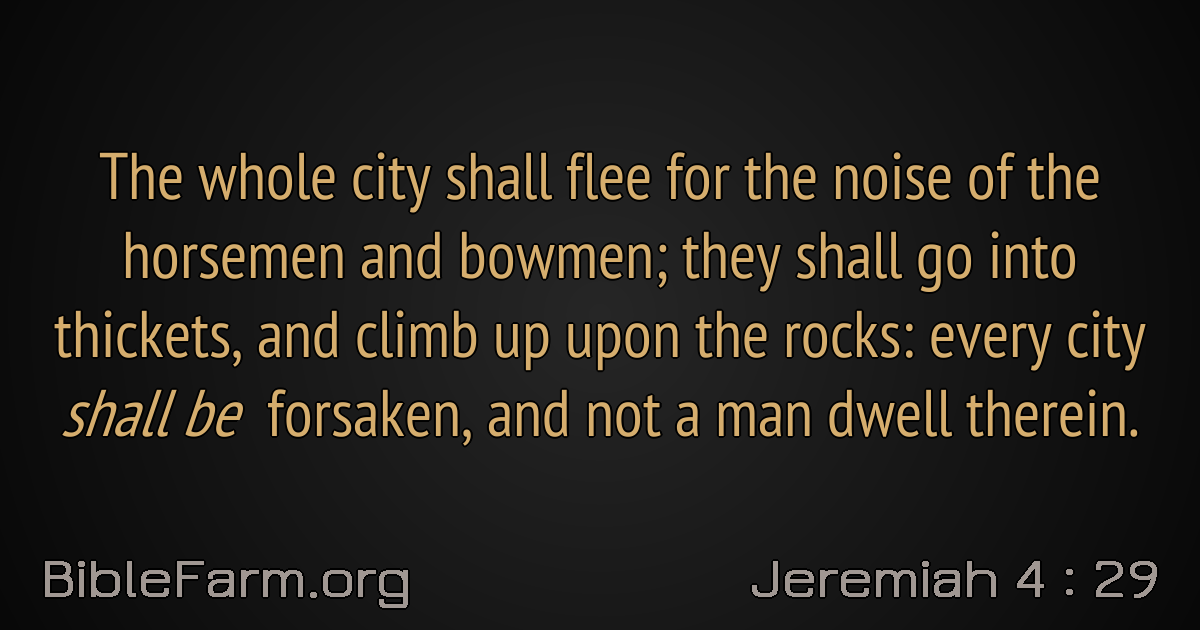 The whole city shall flee for the noise of the
horsemen and bowmen; they shall go into
thickets, and climb up upon the rocks: every city
shall be forsaken, and not a man dwell therein.
BibleFarm.org
Jeremiah 4 : 29